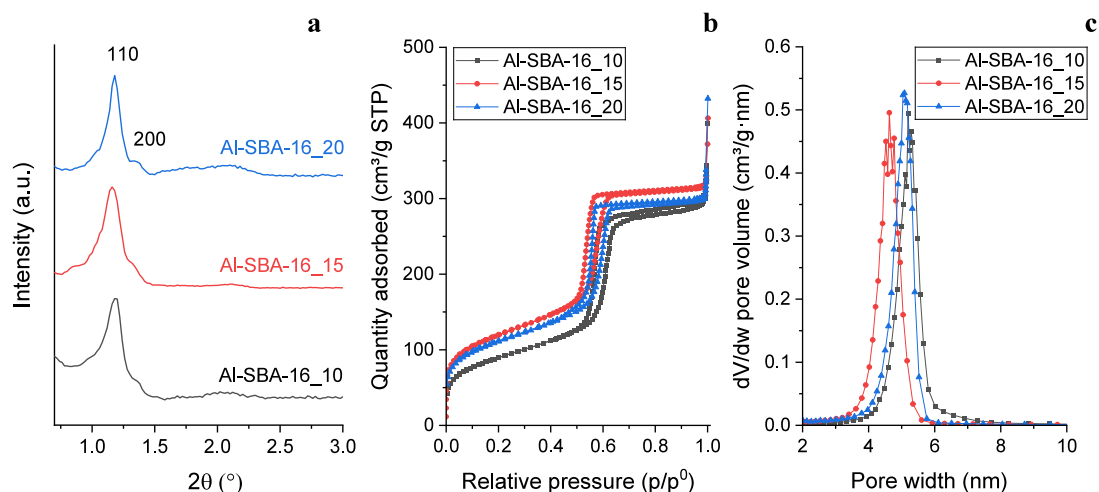 a
110
200
Al-SBA-16_20
Al-SBA-16_15
Al-SBA-16_10
Intensity (a.u.)
1.0 1.5 2.0 2.5 3.0
2θ (°)
b
Al-SBA-16_10
Al-SBA-16_15
Al-SBA-16_20
Quantity adsorbed (cm³/g STP)
500
400
300
200
100
0
0.0 0.2 0.4 0.6 0.8 1.0
Relative pressure (p/p⁰)
c
Al-SBA-16_10
Al-SBA-16_15
Al-SBA-16_20
dV/dw pore volume (cm³/g·nm)
0.6
0.5
0.4
0.3
0.2
0.1
0.0
2 4 6 8 10
Pore width (nm)